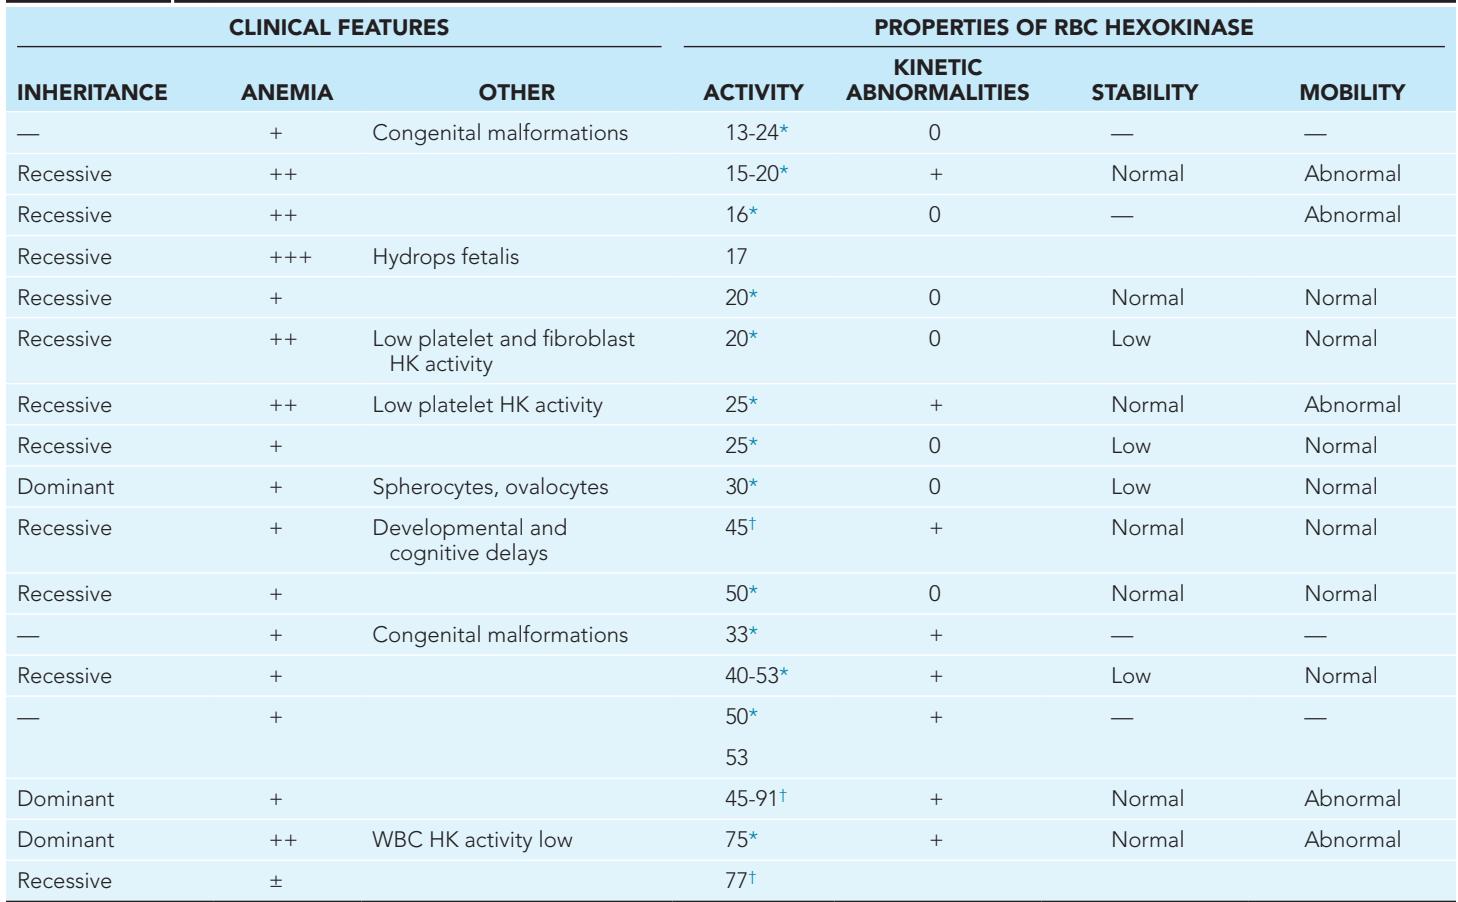 CLINICAL FEATURES PROPERTIES OF RBC HEXOKINASE
INHERITANCE ANEMIA OTHER ACTIVITY KINETIC ABNORMALITIES STABILITY MOBILITY
— + Congenital malformations 13-24* 0 — —
Recessive ++ 15-20* + Normal Abnormal
Recessive ++ 16* 0 — Abnormal
Recessive +++ Hydrops fetalis 17
Recessive + 20* 0 Normal Normal
Recessive ++ Low platelet and fibroblast 20* 0 Low Normal
HK activity
Recessive ++ Low platelet HK activity 25* + Normal Abnormal
Recessive + 25* 0 Low Normal
Dominant + Spherocytes, ovalocytes 30* 0 Low Normal
Recessive + Developmental and 45† + Normal Normal
cognitive delays
Recessive + 50* 0 Normal Normal
— + Congenital malformations 33* + — —
Recessive + 40-53* + Low Normal
— + 50* + — —
53
Dominant + 45-91† + Normal Abnormal
Dominant ++ WBC HK activity low 75* + Normal Abnormal
Recessive ± 77†